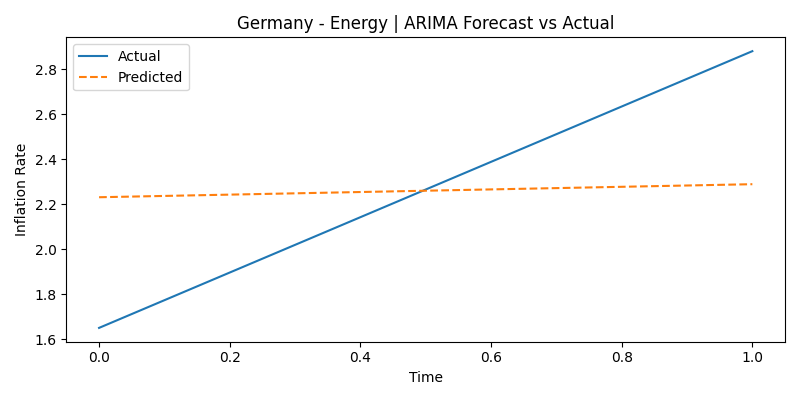 Germany - Energy | ARIMA Forecast vs Actual
Actual
Predicted
Inflation Rate
2.8
2.6
2.4
2.2
2.0
1.8
1.6
0.0 0.2 0.4 0.6 0.8 1.0
Time